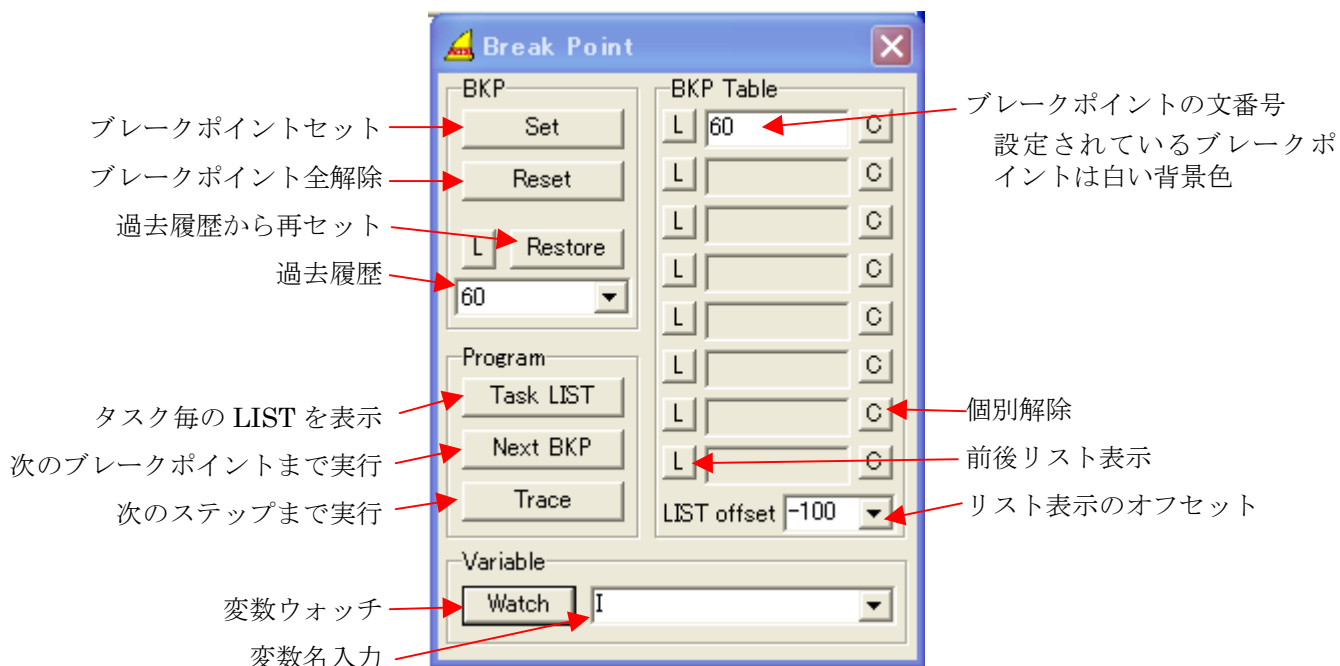 Break Point
BKP
Set
Reset
L Restore
60
Program
Task LIST
Next BKP
Trace
BKP Table
L 60 C
L C
L C
L C
L C
L C
L C
L C
LIST offset -100
Variable
Watch I
ブレークポイントセット
ブレークポイント全解除
過去履歴から再セット
過去履歴
タスク毎の LIST を表示
次のブレークポイントまで実行
次のステップまで実行
変数ウォッチ
変数名入力
ブレークポイントの文番号
設定されているブレークポ
イントは白い背景色
個別解除
前後リスト表示
リスト表示のオフセット